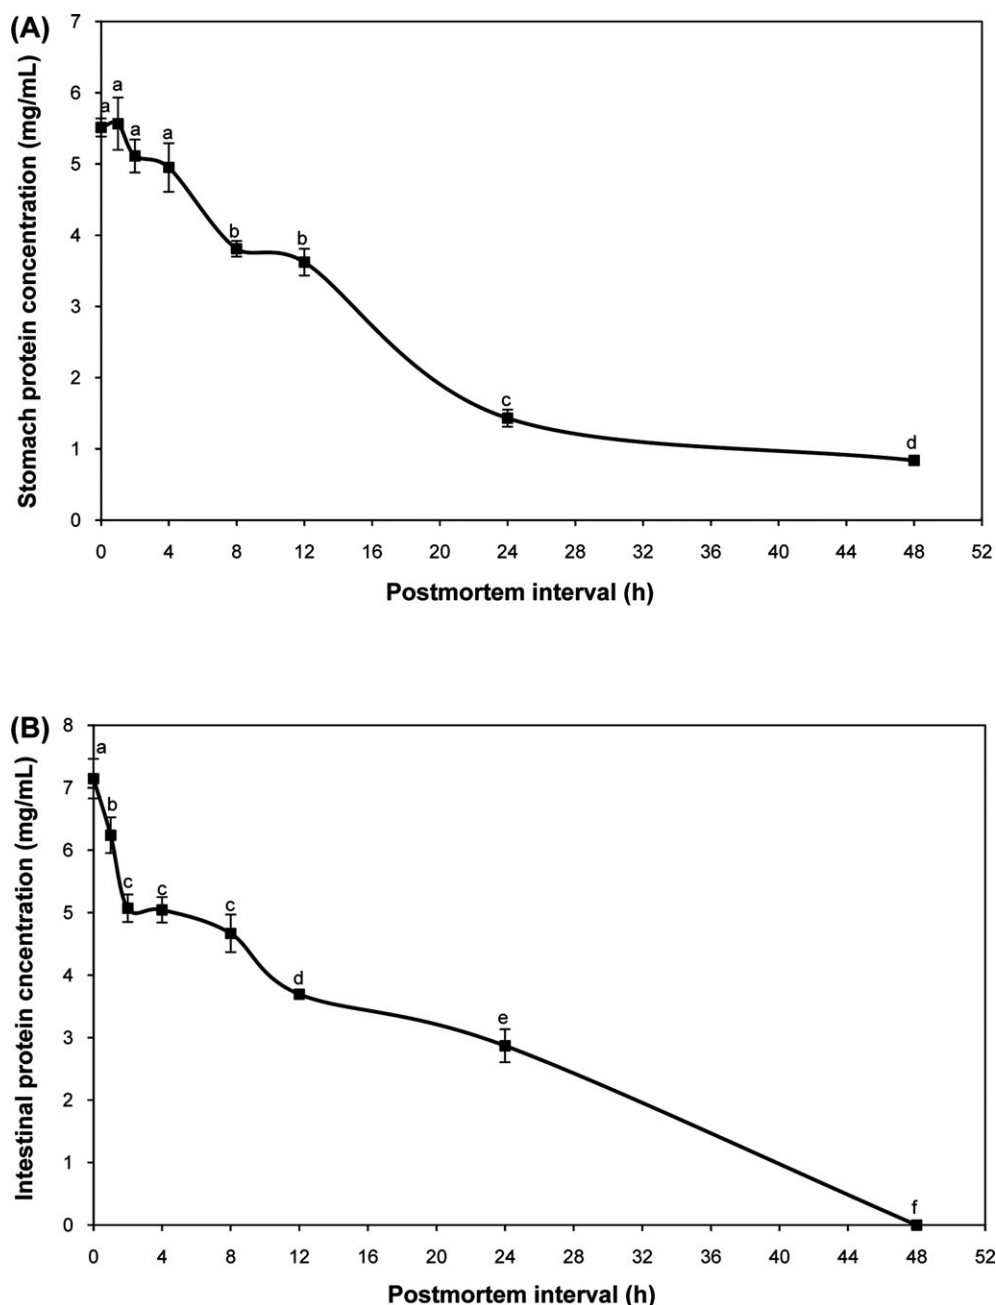 (A)
Stomach protein concentration (mg/mL)
7
6
5
4
3
2
1
0
a
a
a
a
b
b
c
d
0 4 8 12 16 20 24 28 32 36 40 44 48 52
Postmortem interval (h)
(B)
Intestinal protein cncentration (mg/mL)
8
7
6
5
4
3
2
1
0
a
b
c
c
c
d
e
f
0 4 8 12 16 20 24 28 32 36 40 44 48 52
Postmortem interval (h)